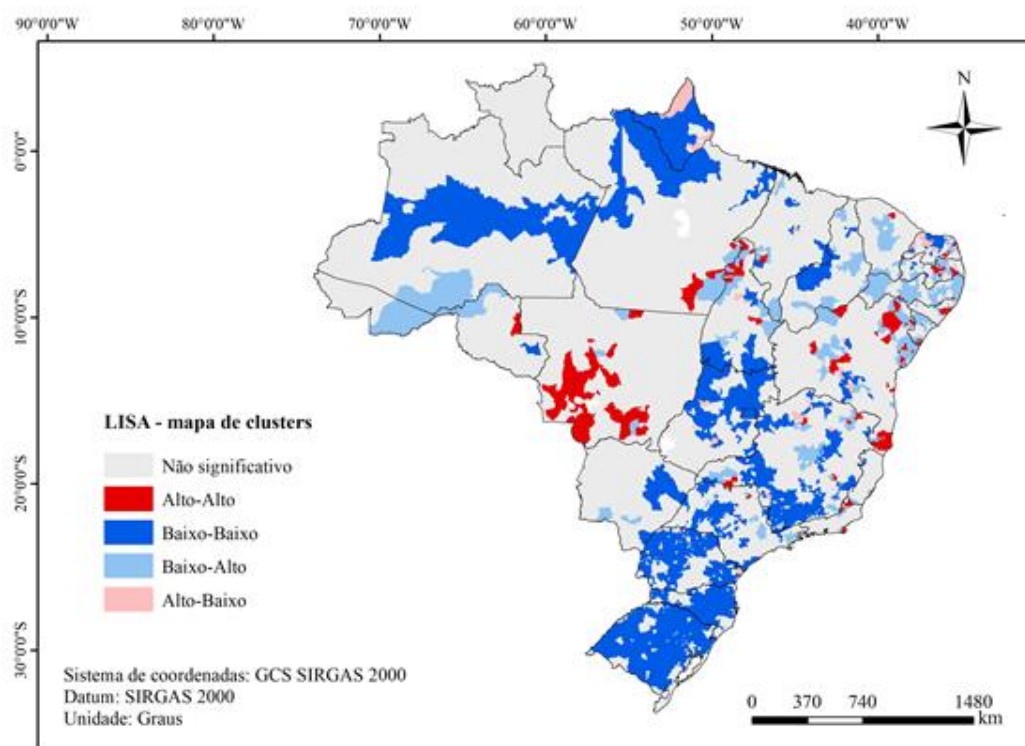 90°0'0"W 80°0'0"W 70°0'0"W 60°0'0"W 50°0'0"W 40°0'0"W
N
0°0'0"
10°0'0"S
20°0'0"S
30°0'0"S
LISA - mapa de clusters
Não significativo
Alto-Alto
Baixo-Baixo
Baixo-Alto
Alto-Baixo
Sistema de coordenadas: GCS SIRGAS 2000
Datum: SIRGAS 2000
Unidade: Graus
0 370 740 1480
km